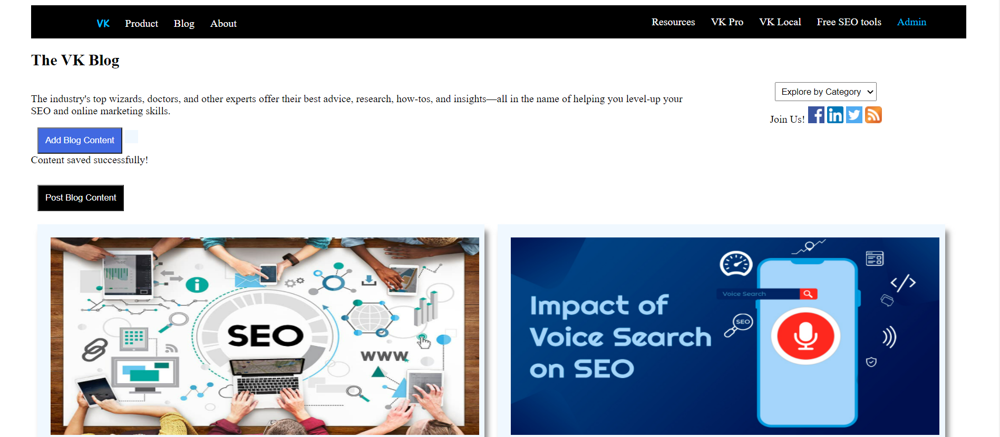 VK Product Blog About Resources VK Pro VK Local Free SEO tools Admin
The VK Blog
The industry's top wizards, doctors, and other experts offer their best advice, research, how-tos, and insights—all in the name of helping you level-up your
SEO and online marketing skills.
Explore by Category
Join Us!
Add Blog Content
Content saved successfully!
Post Blog Content
SEO
WWW
Impact of
Voice Search
on SEO
Voice Search
SEO